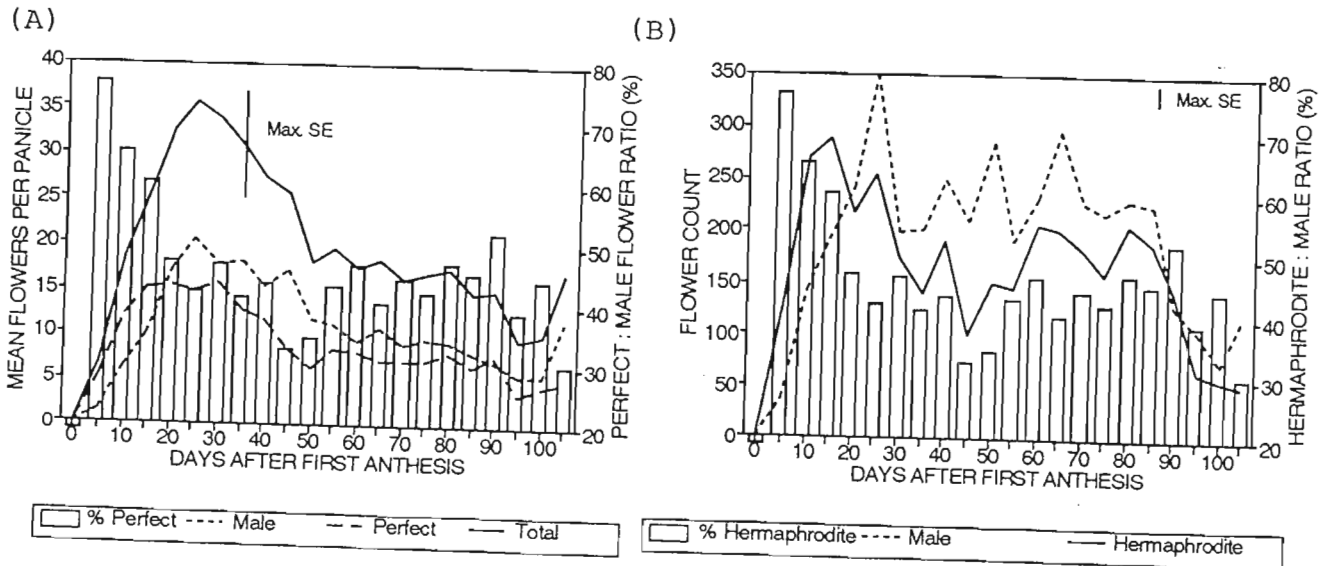 (A)
MEAN FLOWERS PER PANICLE
40
35
30
25
20
15
10
5
0
Max. SE
80
70
60
50
40
30
20
PERFECT : MALE FLOWER RATIO (%)
0 10 20 30 40 50 60 70 80 90 100
DAYS AFTER FIRST ANTHESIS
% Perfect Male Perfect Total
(B)
FLOWER COUNT
350
300
250
200
150
100
50
0
Max. SE
80
70
60
50
40
30
20
HERMAPHRODITE : MALE RATIO (%)
0 10 20 30 40 50 60 70 80 90 100
DAYS AFTER FIRST ANTHESIS
% Hermaphrodite Male Hermaphrodite